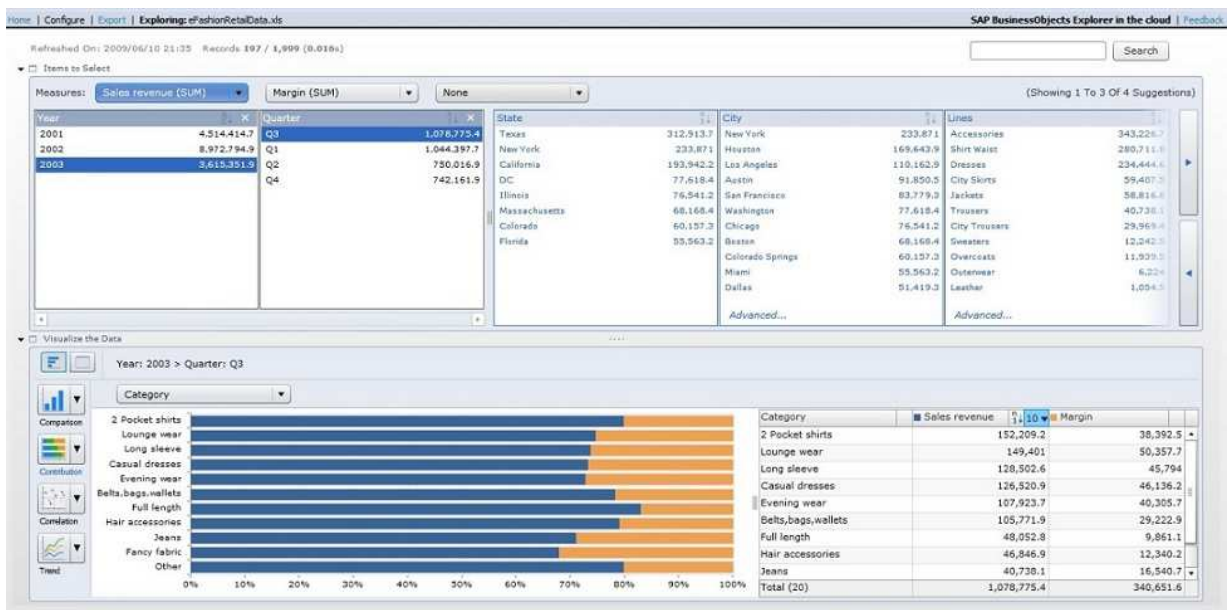 Home | Configure | Export | Exploring: eFashionRetailData.xls
SAP BusinessObjects Explorer in the cloud | Feedback
Refreshed On: 2009/06/10 21:35 Records 197 / 1,999 (0.016s)
Search
Items to Select
Measures: Sales revenue (SUM) Margin (SUM) None
(Showing 1 To 3 Of 4 Suggestions)
Year
2001 4,514,414.7
2002 8,972,794.9
2003 3,615,351.9
Quarter
Q3 1,078,775.4
Q1 1,044,397.7
Q2 750,016.9
Q4 742,161.9
State
Texas 312,913.7
New York 233,871
California 193,942.2
DC 77,618.4
Illinois 76,541.2
Massachusetts 68,168.4
Colorado 60,157.3
Florida 55,563.2
City
New York 233,871
Houston 169,643.9
Los Angeles 110,162.9
Austin 91,850.5
San Francisco 83,779.3
Washington 77,618.4
Chicago 76,541.2
Boston 68,168.4
Colorado Springs 60,157.3
Miami 55,563.2
Dallas 51,419.3
Advanced...
Lines
Accessories
Shirt Waist
Dresses
City Skirts
Jackets
Trousers
City Trousers
Sweaters
Overcoats
Outerwear
Leather
Advanced...
Visualize the Data
Year: 2003 > Quarter: Q3
Category
Comparison
Contribution
Correlation
Trend
2 Pocket shirts
Lounge wear
Long sleeve
Casual dresses
Evening wear
Belts,bags,wallets
Full length
Hair accessories
Jeans
Fancy fabric
Other
0% 10% 20% 30% 40% 50% 60% 70% 80% 90% 100%
Category Sales revenue 10 Margin
2 Pocket shirts 152,209.2 38,392.5
Lounge wear 149,401 50,357.7
Long sleeve 128,502.6 45,794
Casual dresses 126,520.9 46,136.2
Evening wear 107,923.7 40,305.7
Belts,bags,wallets 105,771.9 29,222.9
Full length 48,052.8 9,861.1
Hair accessories 46,846.9 12,340.2
Jeans 40,738.1 16,540.7
Total (20) 1,078,775.4 340,651.6